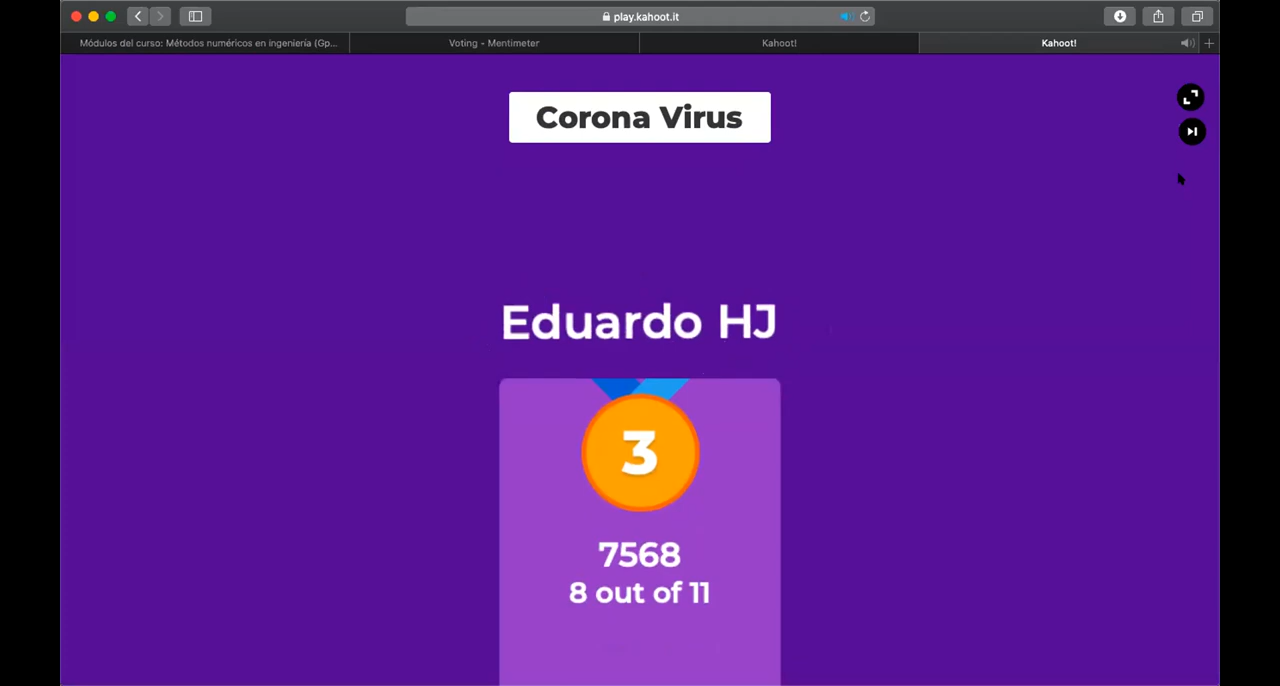 play.kahoot.it
Módulos del curso: Métodos numéricos en ingeniería (Gp...
Voting - Mentimeter
Kahoot!
Kahoot!
Corona Virus
Eduardo HJ
3
7568
8 out of 11